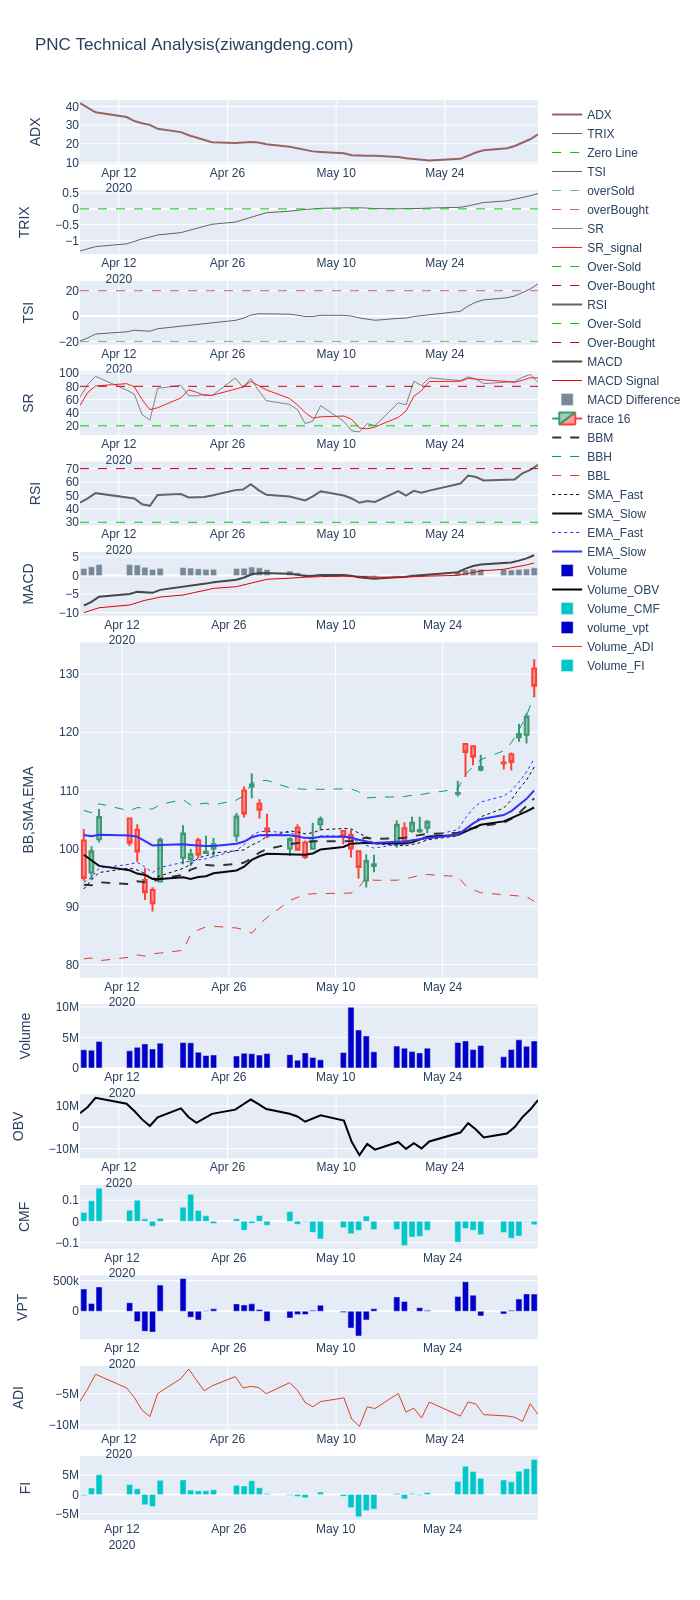 PNC Technical Analysis(ziwangdeng.com)
ADX
40
30
20
10
Apr 12
2020
Apr 26
May 10
May 24
TRIX
0.5
0
−0.5
−1
Apr 12
2020
Apr 26
May 10
May 24
TSI
20
0
−20
Apr 12
2020
Apr 26
May 10
May 24
SR
100
80
60
40
20
Apr 12
2020
Apr 26
May 10
May 24
RSI
70
60
50
40
30
Apr 12
2020
Apr 26
May 10
May 24
MACD
5
0
−5
−10
Apr 12
2020
Apr 26
May 10
May 24
BB,SMA,EMA
130
120
110
100
90
80
Apr 12
2020
Apr 26
May 10
May 24
Volume
10M
5M
0
Apr 12
2020
Apr 26
May 10
May 24
OBV
10M
0
−10M
Apr 12
2020
Apr 26
May 10
May 24
CMF
0.1
0
−0.1
Apr 12
2020
Apr 26
May 10
May 24
VPT
500k
0
Apr 12
2020
Apr 26
May 10
May 24
ADI
−5M
−10M
Apr 12
2020
Apr 26
May 10
May 24
FI
5M
0
−5M
Apr 12
2020
Apr 26
May 10
May 24
ADX
TRIX
Zero Line
TSI
overSold
overBought
SR
SR_signal
Over-Sold
Over-Bought
RSI
Over-Sold
Over-Bought
MACD
MACD Signal
MACD Difference
trace 16
BBM
BBH
BBL
SMA_Fast
SMA_Slow
EMA_Fast
EMA_Slow
Volume
Volume_OBV
Volume_CMF
volume_vpt
Volume_ADI
Volume_FI